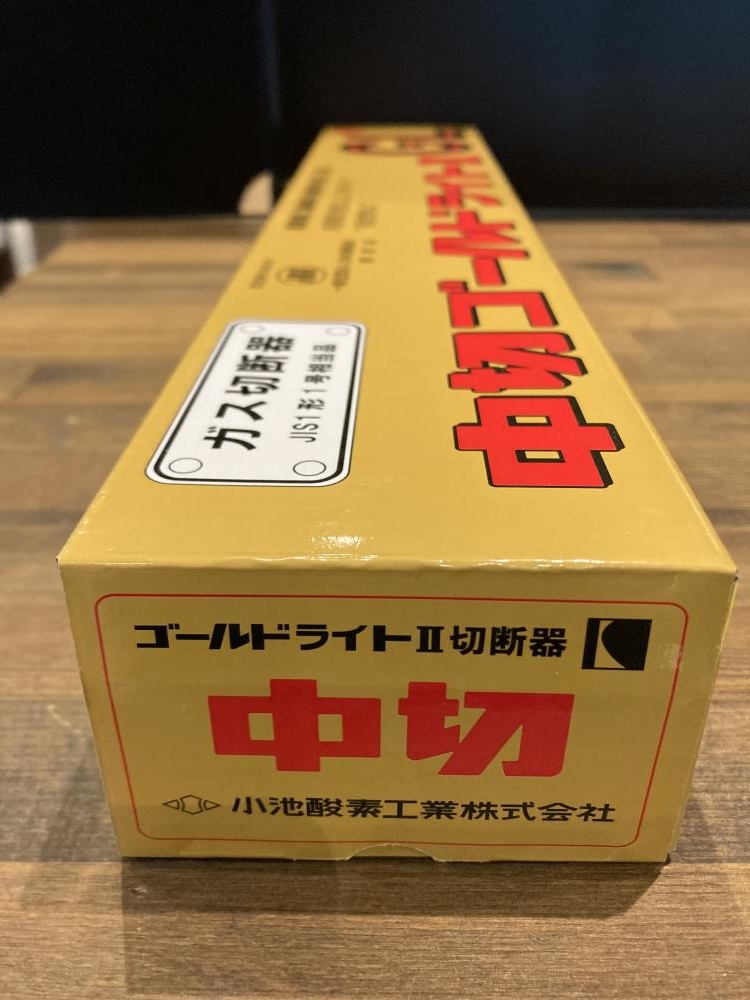 中切ゴールドライトII
ガス切断器
JIS1形1号相当品
ゴールドライトII切断器
中切
小池酸素工業株式会社